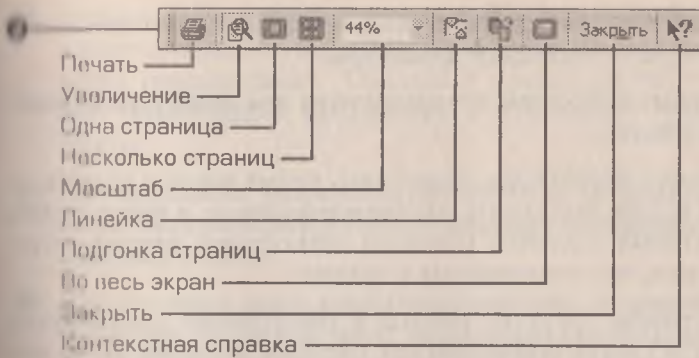 44% Закрыть
Печать
Увеличение
Одна страница
Несколько страниц
Масштаб
Линейка
Подгонка страниц
Во весь экран
Закрыть
Контекстная справка